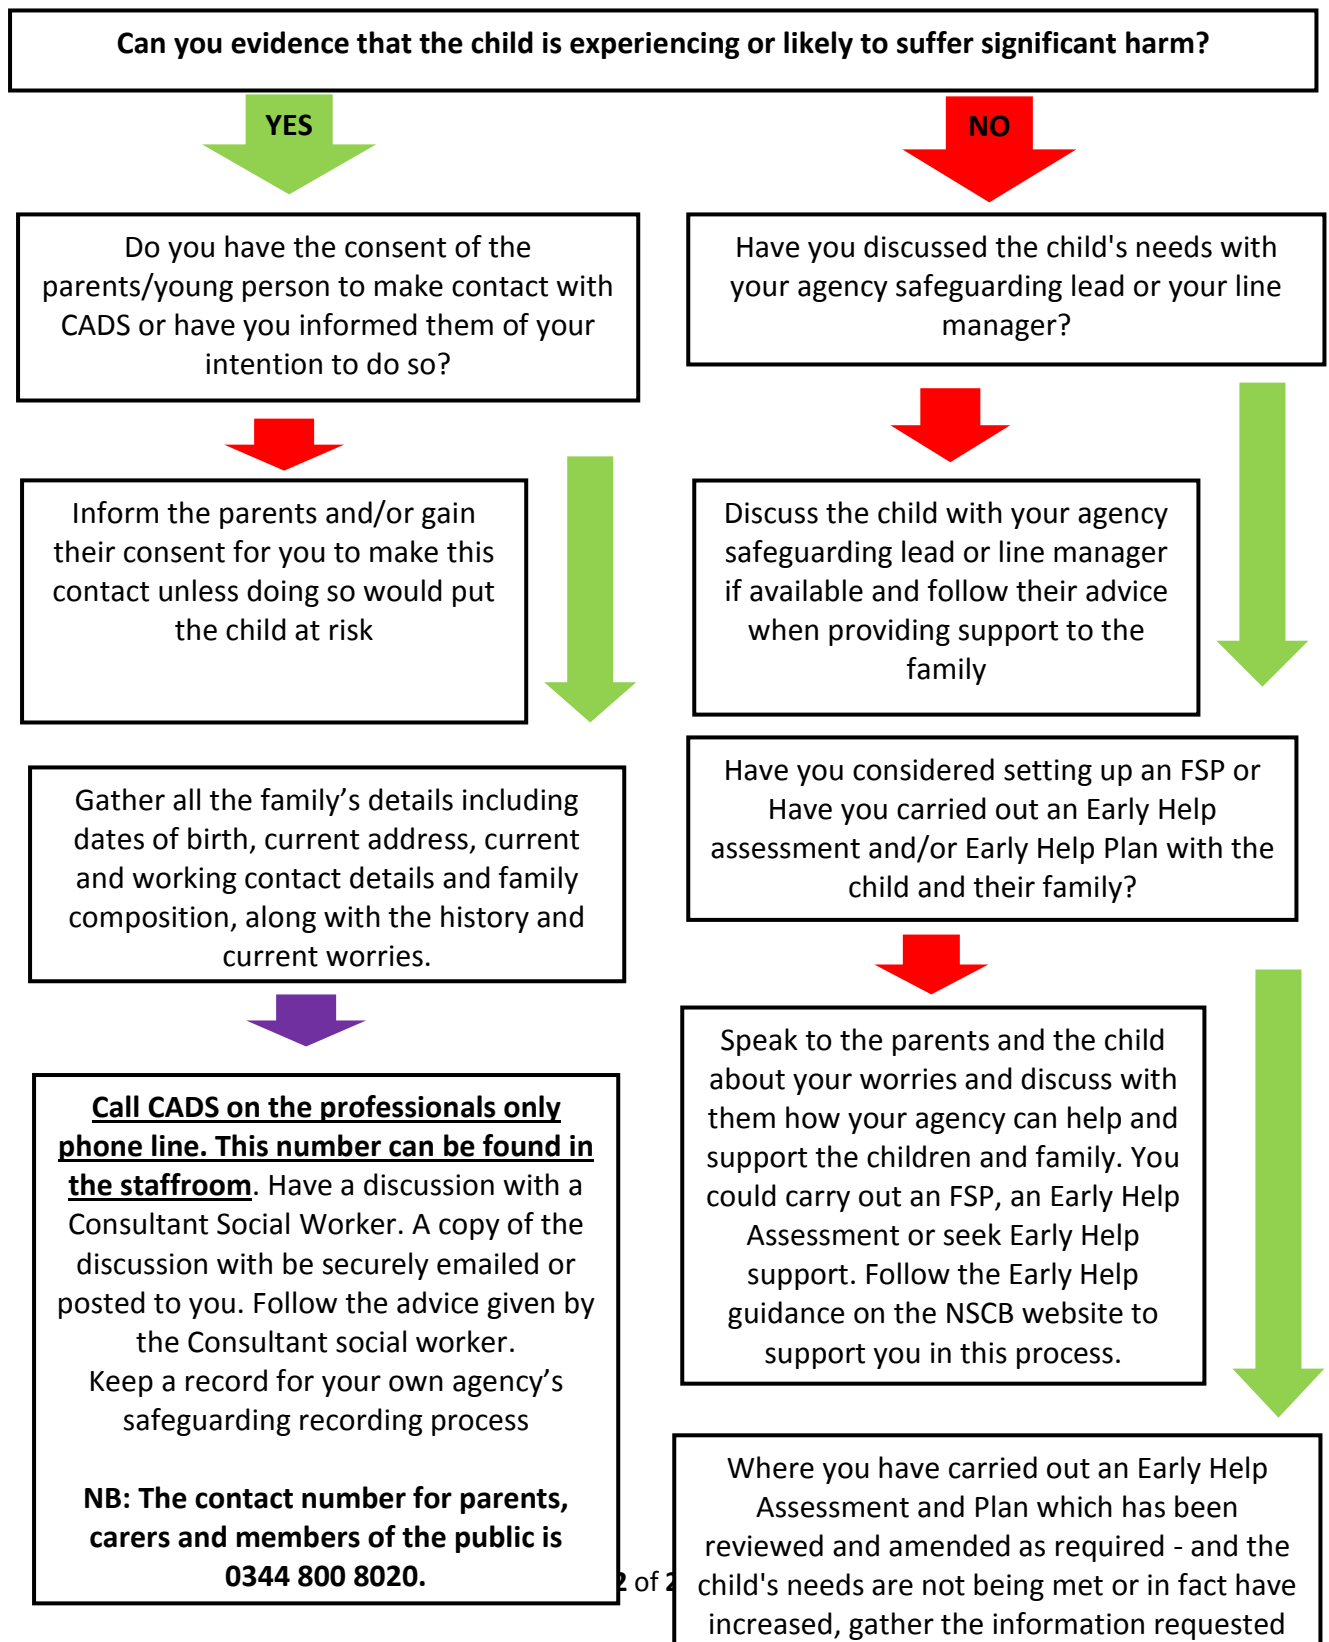 Can you evidence that the child is experiencing or likely to suffer significant harm?
YES
NO
Do you have the consent of the
parents/young person to make contact with
CADS or have you informed them of your
intention to do so?
Have you discussed the child's needs with
your agency safeguarding lead or your line
manager?
Inform the parents and/or gain
their consent for you to make this
contact unless doing so would put
the child at risk
Discuss the child with your agency
safeguarding lead or line manager
if available and follow their advice
when providing support to the
family
Gather all the family’s details including
dates of birth, current address, current
and working contact details and family
composition, along with the history and
current worries.
Have you considered setting up an FSP or
Have you carried out an Early Help
assessment and/or Early Help Plan with the
child and their family?
Call CADS on the professionals only
phone line. This number can be found in
the staffroom. Have a discussion with a
Consultant Social Worker. A copy of the
discussion with be securely emailed or
posted to you. Follow the advice given by
the Consultant social worker.
Keep a record for your own agency’s
safeguarding recording process
NB: The contact number for parents,
carers and members of the public is
0344 800 8020.
Speak to the parents and the child
about your worries and discuss with
them how your agency can help and
support the children and family. You
could carry out an FSP, an Early Help
Assessment or seek Early Help
support. Follow the Early Help
guidance on the NSCB website to
support you in this process.
Where you have carried out an Early Help
Assessment and Plan which has been
reviewed and amended as required - and the
child's needs are not being met or in fact have
increased, gather the information requested
of